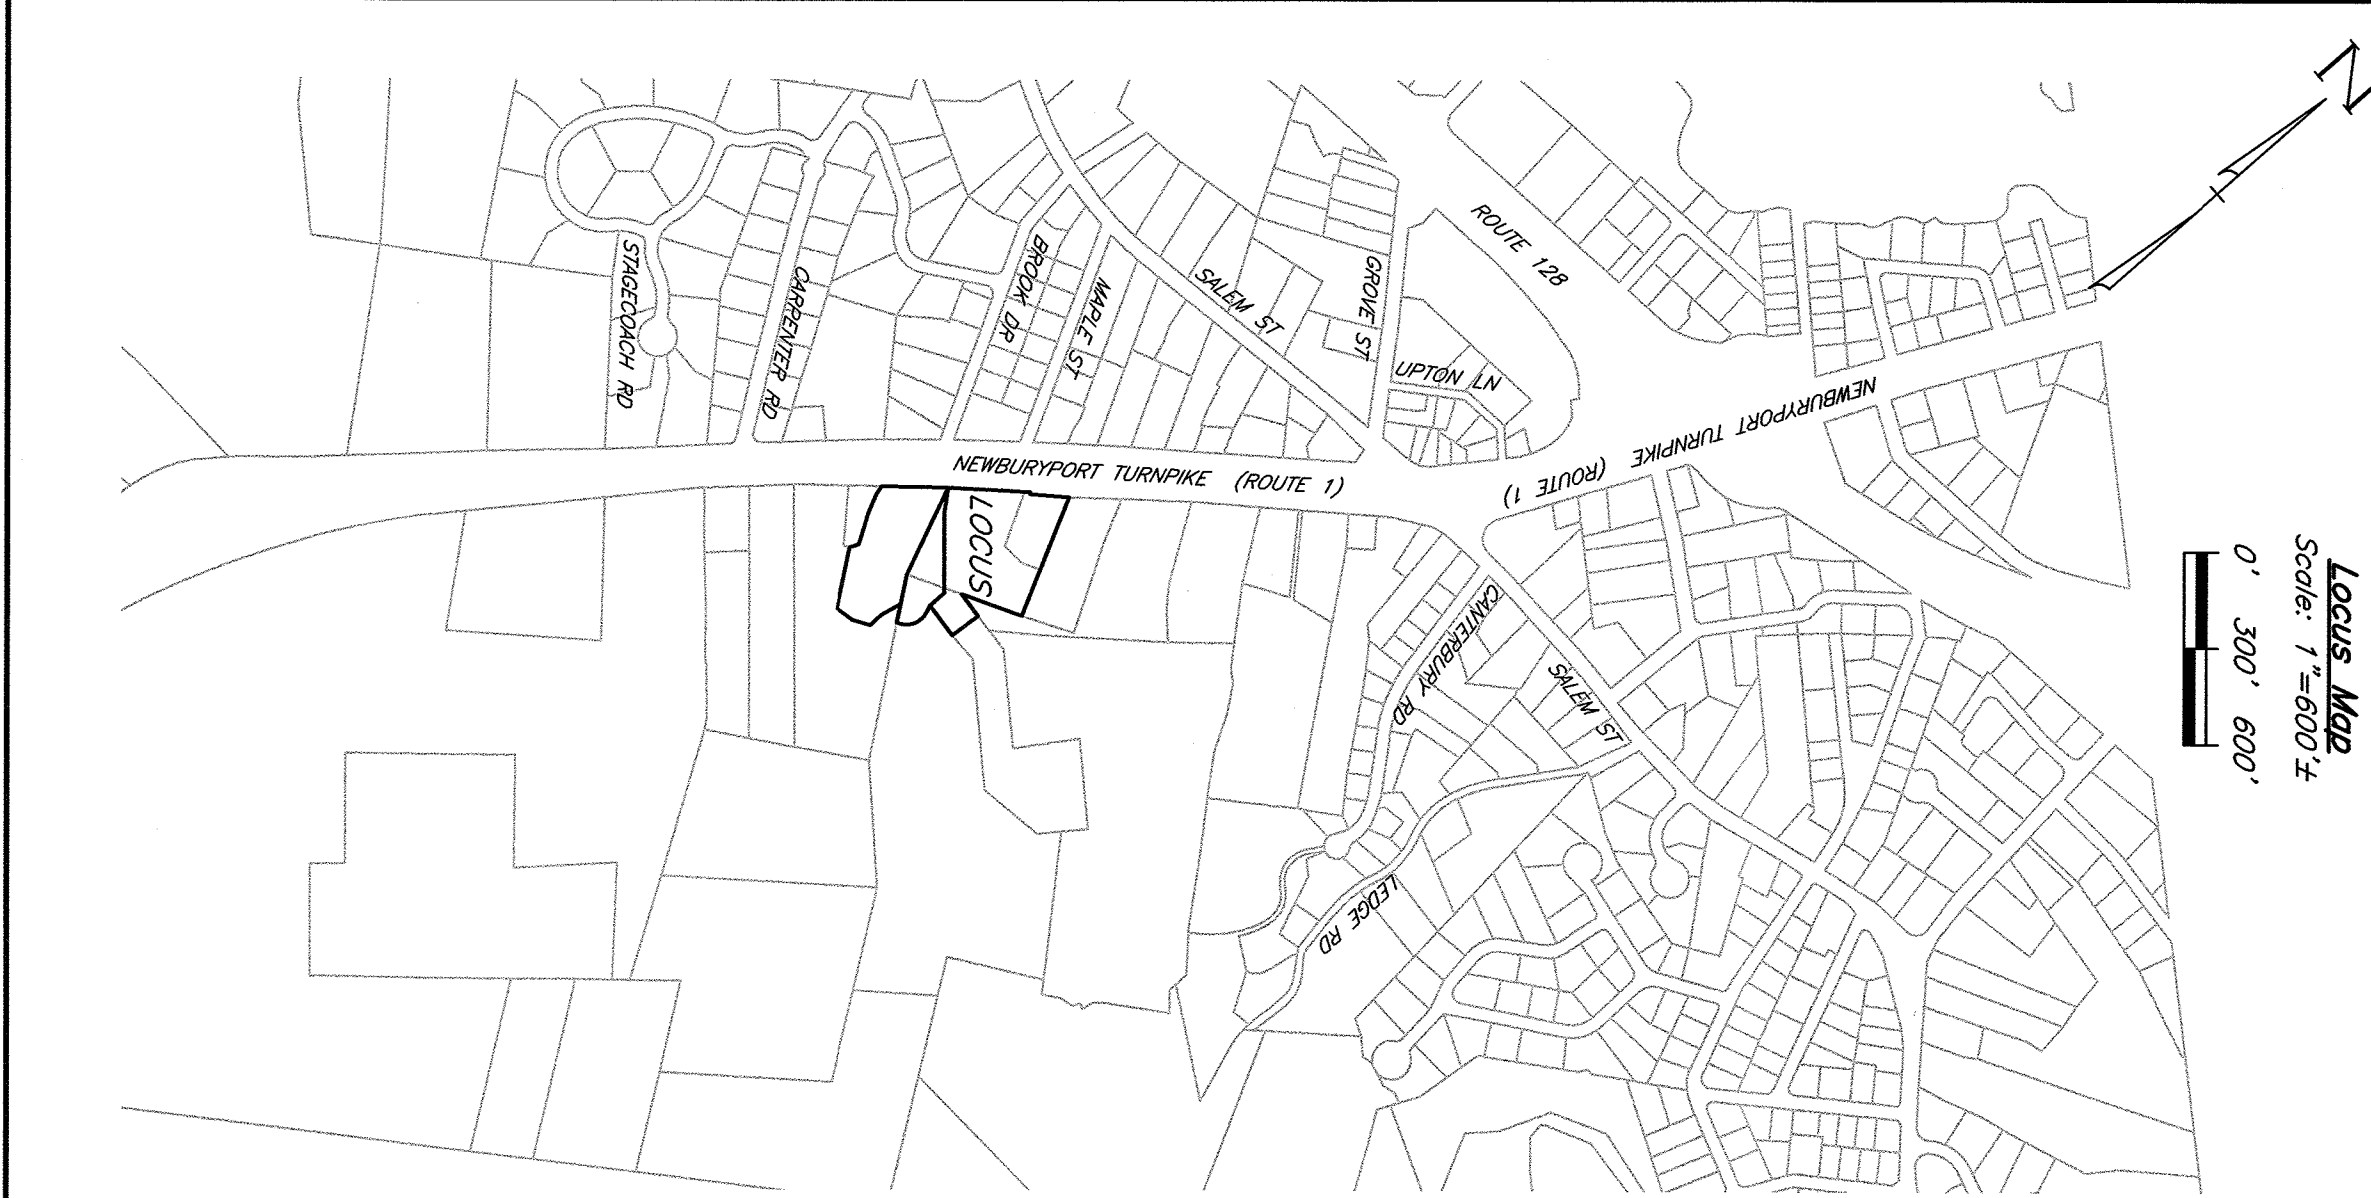 N
ROUTE 128
STAGECOACH RD
CARPENTER RD
BROOK DR
MAPLE ST
SALEM ST
GROVE ST
UPTON LN
NEWBURYPORT TURNPIKE (ROUTE 1)
NEWBURYPORT TURNPIKE (ROUTE 1)
LOCUS
CANTERBURY RD
SALEM ST
LEDGE RD
Locus Map
Scale: 1"=600'±
0' 300' 600'